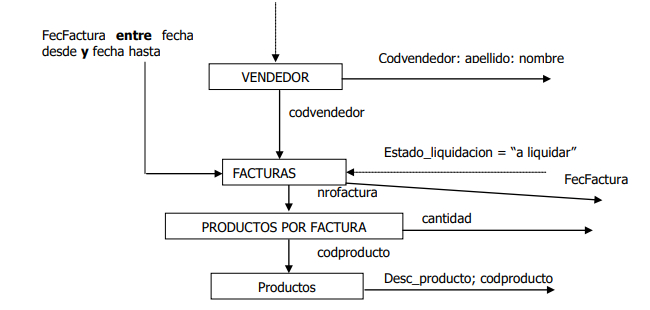 FecFactura entre fecha
desde y fecha hasta
Codvendedor; apellido; nombre
VENDEDOR
codvendedor
Estado_liquidacion = “a liquidar”
FACTURAS
FecFactura
nrofactura
PRODUCTOS POR FACTURA
cantidad
codproducto
Productos
Desc_producto; codproducto